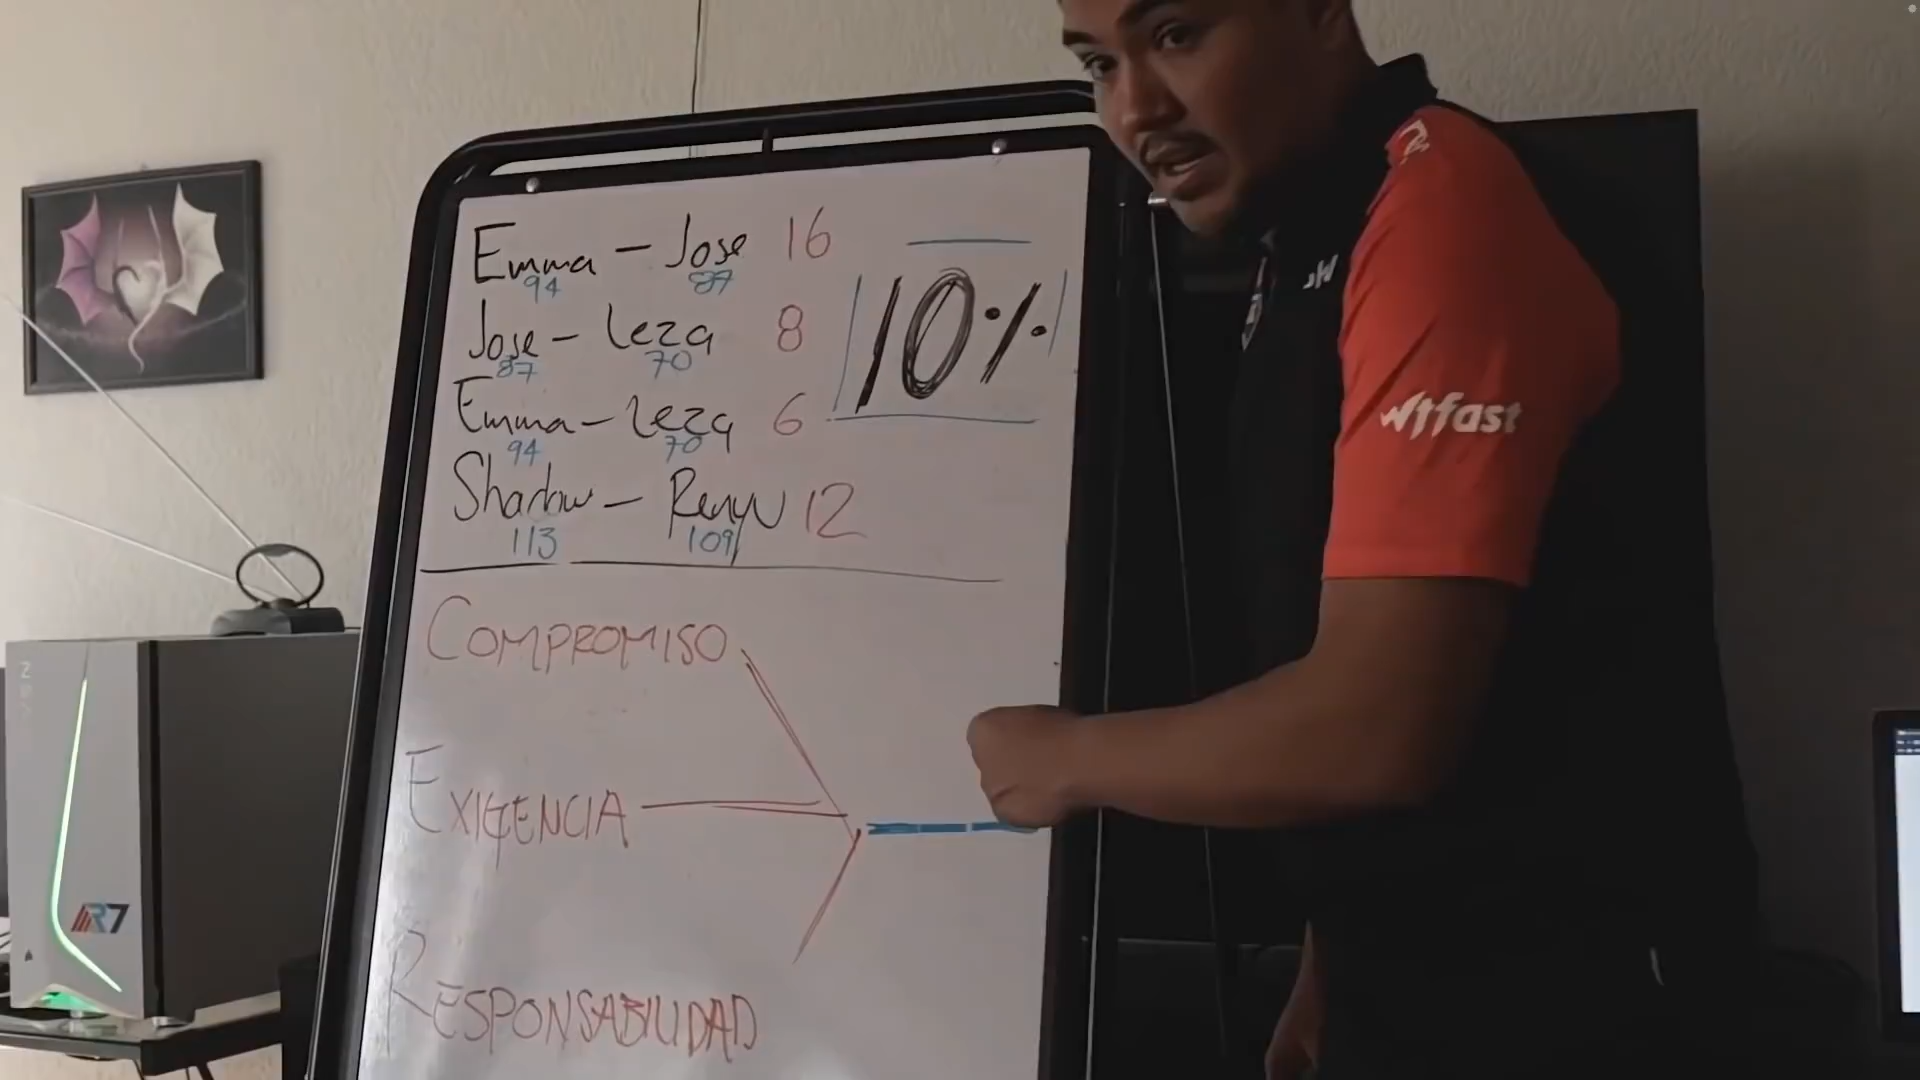 Emma – Jose 16
94 87
Jose – Leza 8
87 70
Emma – Leza 6
94 70
Shadow – Renyu 12
113 109
10%
COMPROMISO
EXIGENCIA
RESPONSABILIDAD
wtfast
R7